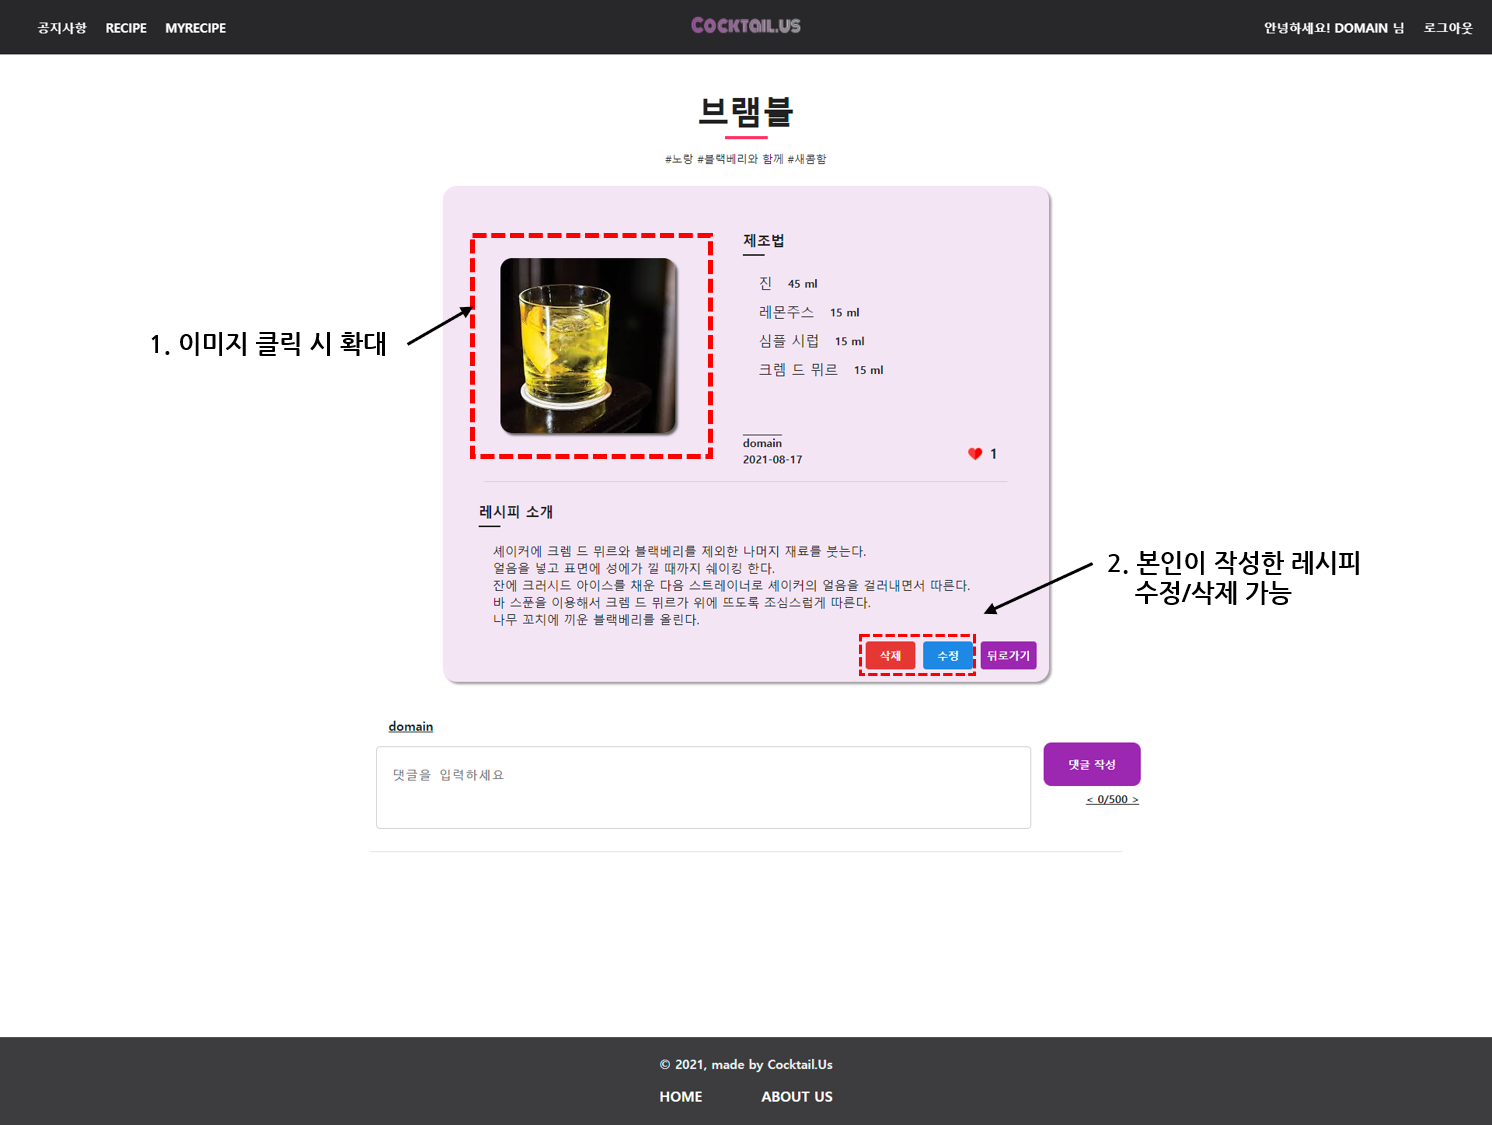 공지사항 RECIPE MYRECIPE
COCKTAIL.US
안녕하세요! DOMAIN 님 로그아웃
브램블
#노랑 #블랙베리와 함께 #새콤함
1. 이미지 클릭 시 확대
제조법
진 45 ml
레몬주스 15 ml
심플 시럽 15 ml
크렘 드 뮈르 15 ml
domain
2021-08-17
1
레시피 소개
셰이커에 크렘 드 뮈르와 블랙베리를 제외한 나머지 재료를 붓는다.
얼음을 넣고 표면에 성에가 낄 때까지 쉐이킹 한다.
잔에 크러시드 아이스를 채운 다음 스트레이너로 셰이커의 얼음을 걸러내면서 따른다.
바 스푼을 이용해서 크렘 드 뮈르가 위에 뜨도록 조심스럽게 따른다.
나무 꼬치에 끼운 블랙베리를 올린다.
2. 본인이 작성한 레시피
수정/삭제 가능
삭제 수정 뒤로가기
domain
댓글을 입력하세요
댓글 작성
< 0/500 >
© 2021, made by Cocktail.Us
HOME ABOUT US